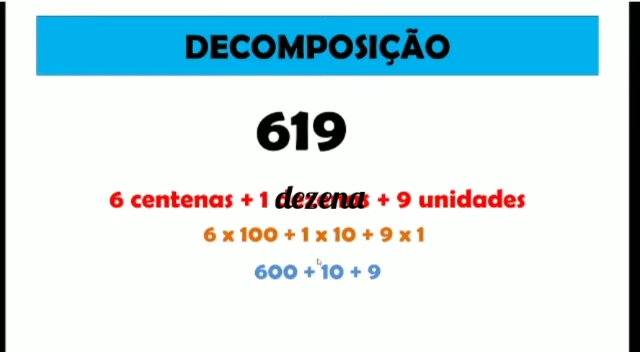 DECOMPOSIÇÃO
619
6 centenas + 1 dezena + 9 unidades
6 x 100 + 1 x 10 + 9 x 1
600 + 10 + 9